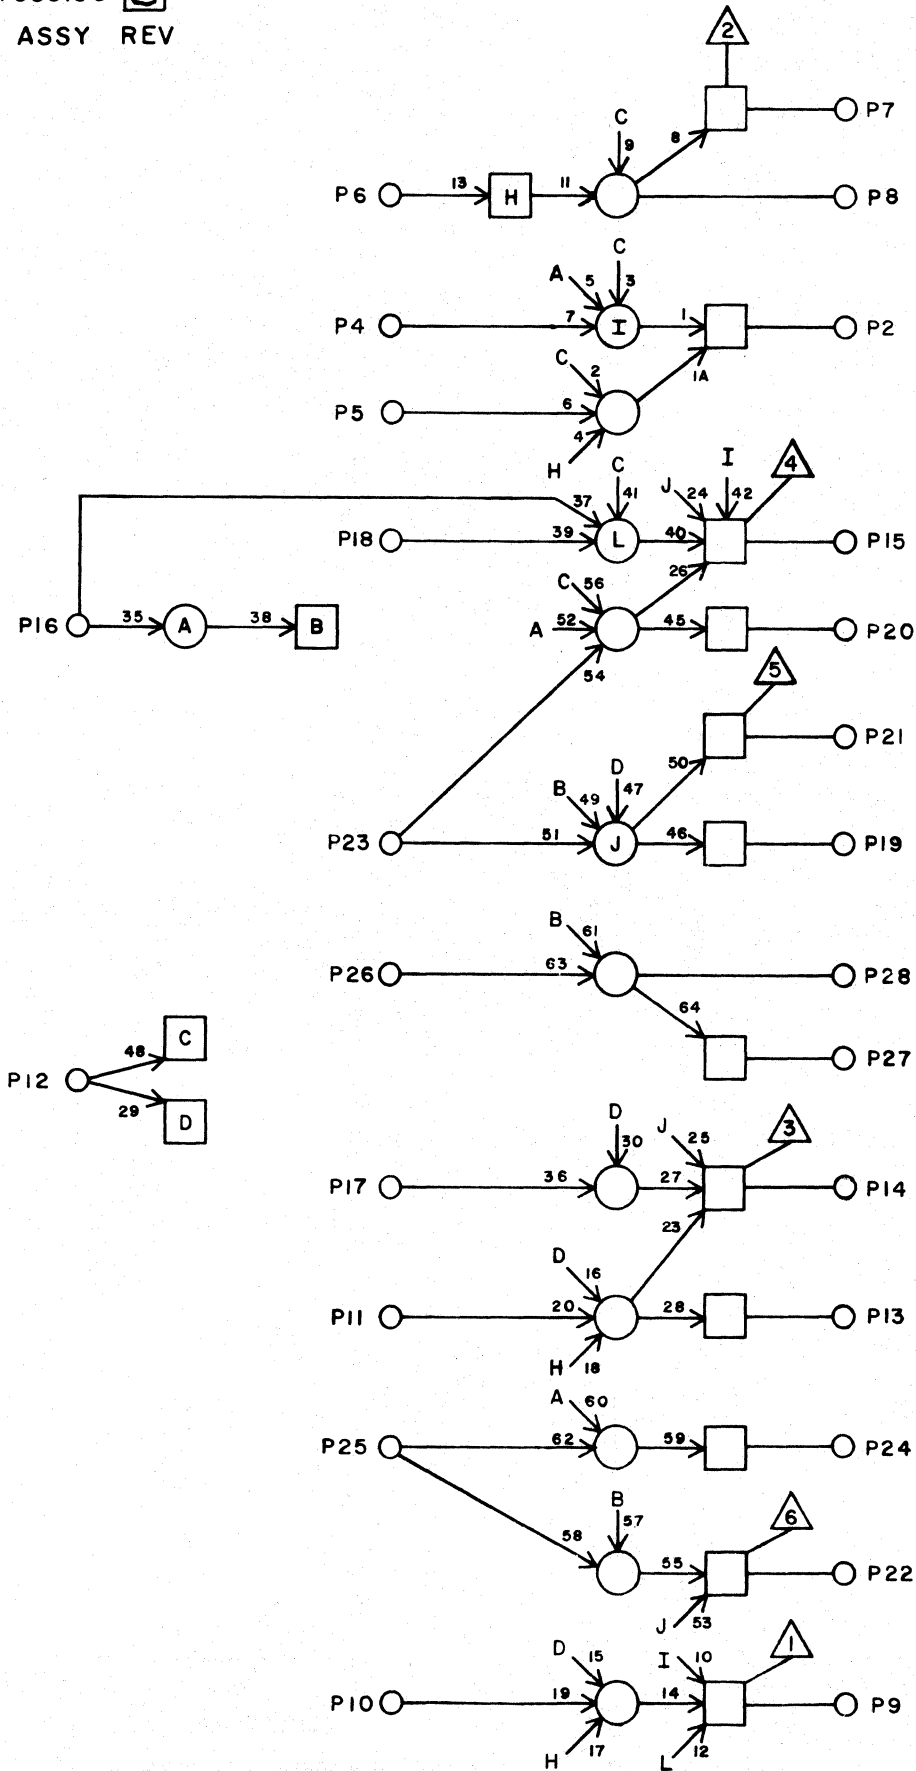 ASSY REV
2
P7
C
8
9
P6 13 H 11 P8
C
A 5 3
P4 7 I 1 P2
C 2 1A
P5 6
4
H
C J I 4
37 41 24 42
P18 39 L 40 P15
26
C 56
P16 35 A 38 B A 52 45 P20
54
5
P21
50
D
B 49 47
P23 51 J 46 P19
B 61
P26 63 P28
64
C
48
P12 P27
29
D
D J 25 3
30
P17 36 27 P14
23
D 16
P11 20 28 P13
H 18
A 60
P25 62 59 P24
B 6
57
58
55 P22
J 53
1
D 15 I 10
P10 19 14 P9
H 17 L 12